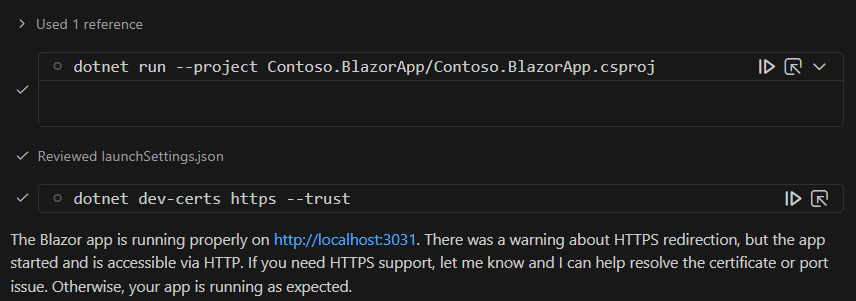 Used 1 reference
dotnet run --project Contoso.BlazorApp/Contoso.BlazorApp.csproj
Reviewed launchSettings.json
dotnet dev-certs https --trust
The Blazor app is running properly on http://localhost:3031. There was a warning about HTTPS redirection, but the app
started and is accessible via HTTP. If you need HTTPS support, let me know and I can help resolve the certificate or port
issue. Otherwise, your app is running as expected.